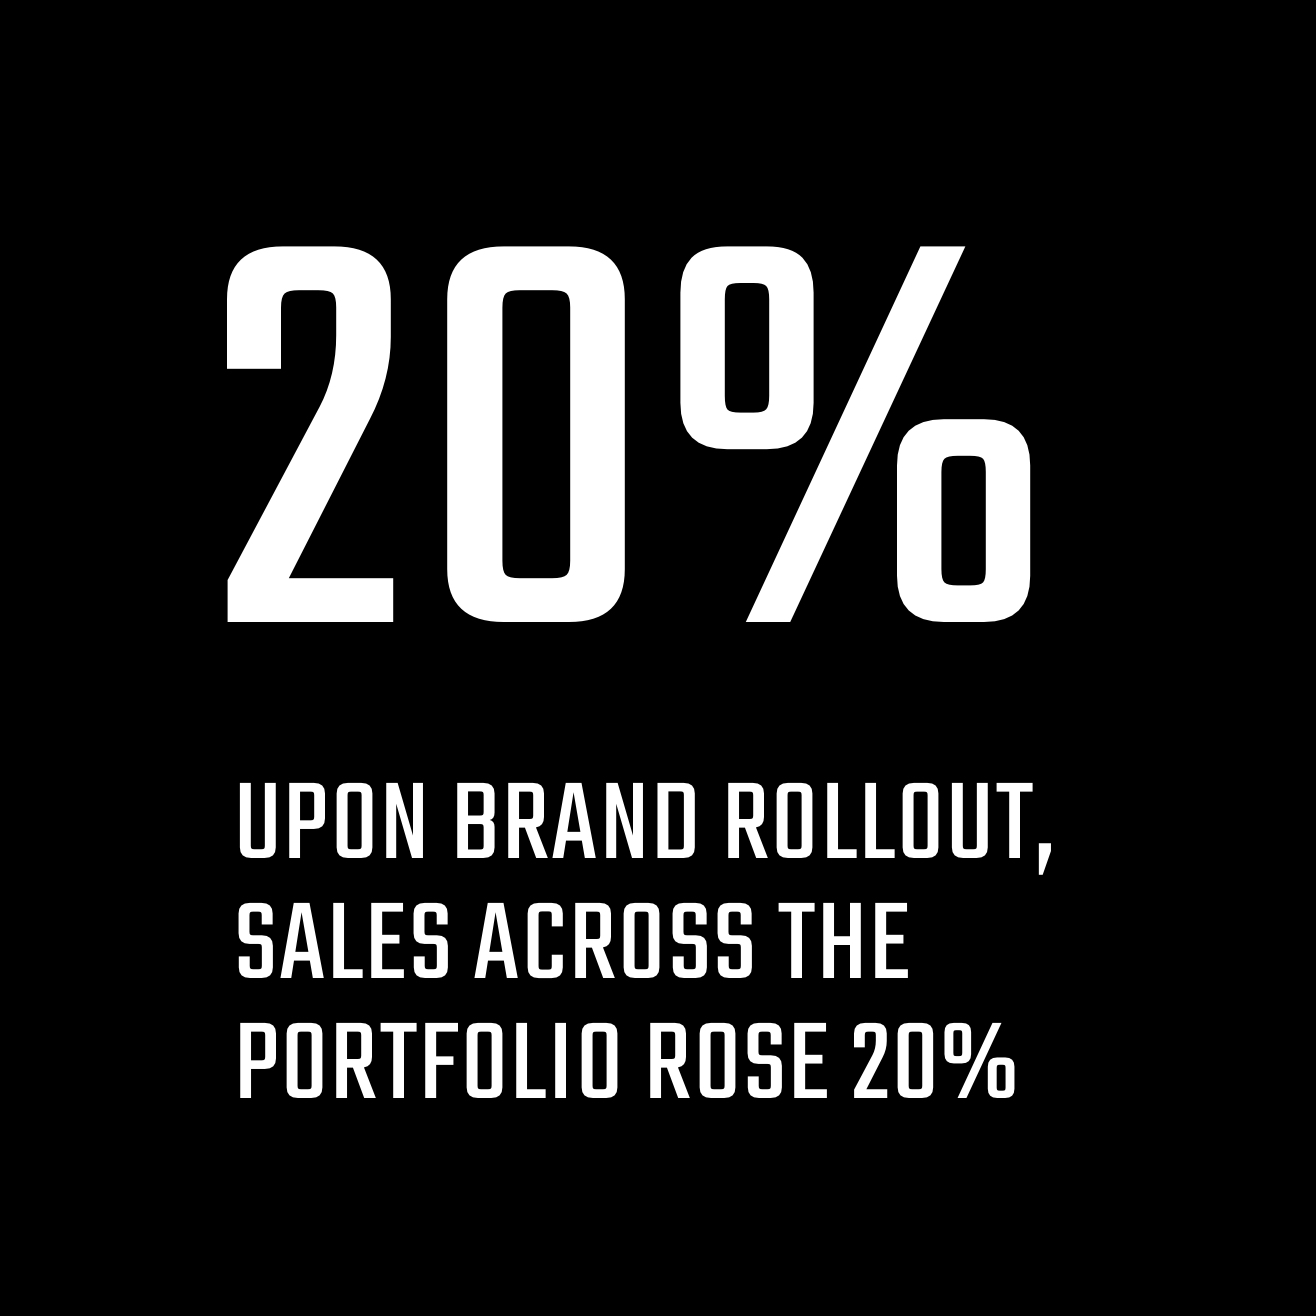 20%
UPON BRAND ROLLOUT,
SALES ACROSS THE
PORTFOLIO ROSE 20%